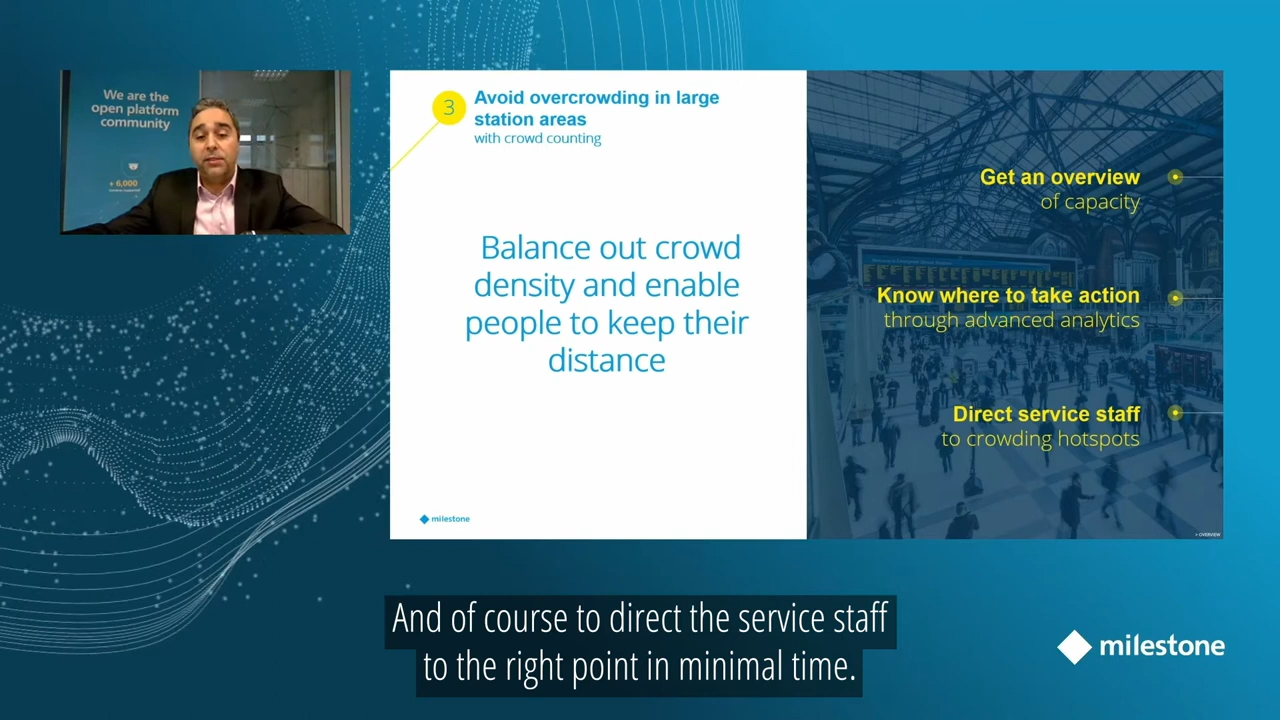 We are the
open platform
community
+ 6,000
3
Avoid overcrowding in large
station areas
with crowd counting
Balance out crowd
density and enable
people to keep their
distance
milestone
Get an overview
of capacity
Know where to take action
through advanced analytics
Direct service staff
to crowding hotspots
OVERVIEW
And of course to direct the service staff
to the right point in minimal time.
milestone